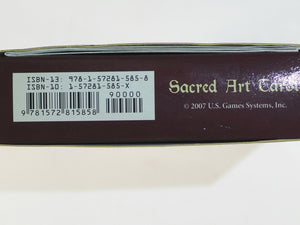 ISBN-13: 978-1-57281-585-8
ISBN-10: 1-57281-585-X
90000
9 781572 815858
Sacred Art Tarot
© 2007 U.S. Games Systems, Inc.